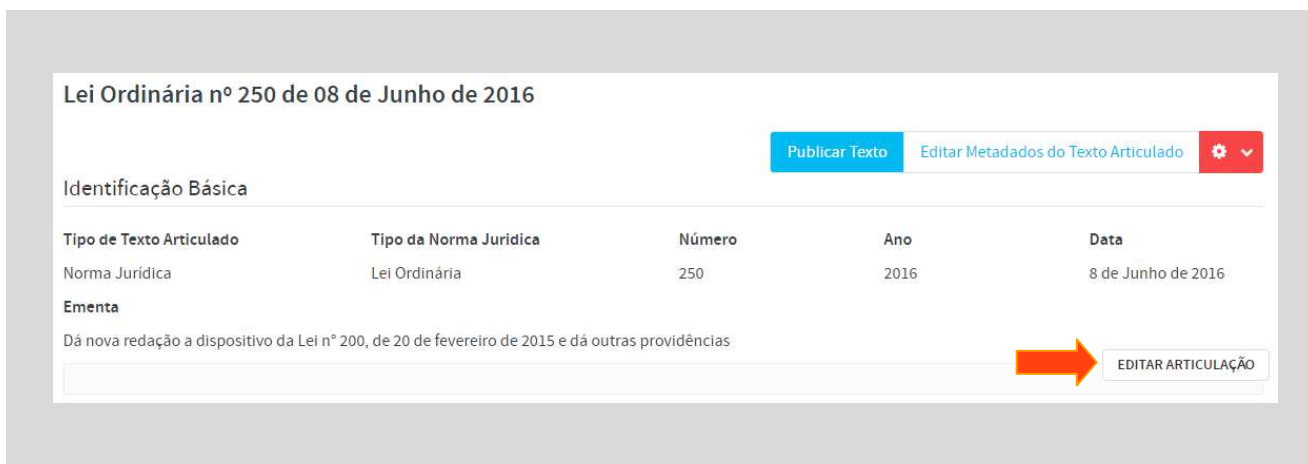 Lei Ordinária nº 250 de 08 de Junho de 2016
Publicar Texto Editar Metadados do Texto Articulado
Identificação Básica
Tipo de Texto Articulado Tipo da Norma Juridica Número Ano Data
Norma Jurídica Lei Ordinária 250 2016 8 de Junho de 2016
Ementa
Dá nova redação a dispositivo da Lei n° 200, de 20 de fevereiro de 2015 e dá outras providências
EDITAR ARTICULAÇÃO